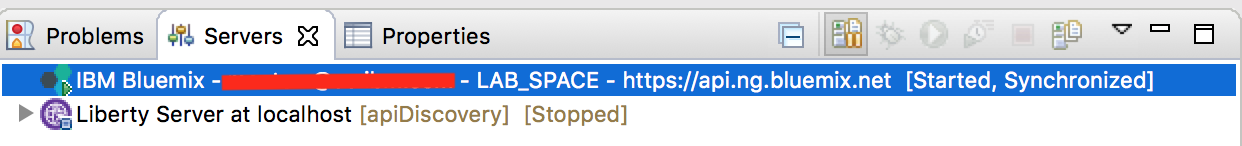 Problems Servers Properties
IBM Bluemix - - LAB_SPACE - https://api.ng.bluemix.net [Started, Synchronized]
Liberty Server at localhost [apiDiscovery] [Stopped]